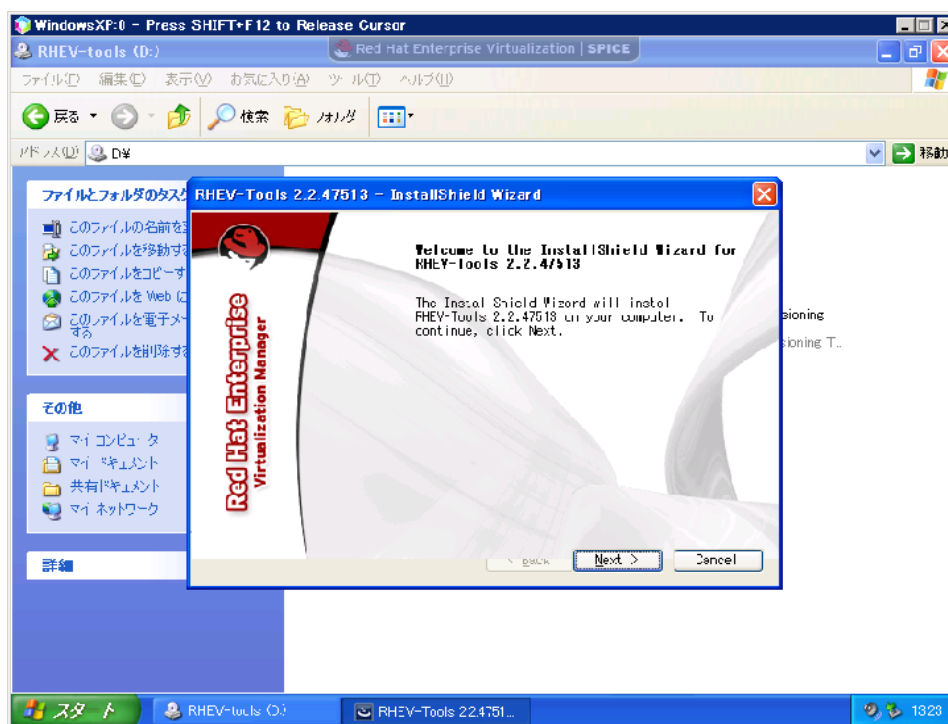 WindowsXP:0 - Press SHIFT+F12 to Release Cursor
RHEV-tools (D:)
Red Hat Enterprise Virtualization | SPICE
ファイル(F) 編集(E) 表示(V) お気に入り(A) ツール(T) ヘルプ(H)
戻る 検索 フォルダ
アドレス(D) D:¥ 移動
ファイルとフォルダのタスク
このファイルの名前を
このファイルを移動する
このファイルをコピーす
このファイルを Web に
このファイルを電子メー
する
このファイルを削除する
その他
マイ コンピュータ
マイ ドキュメント
共有ドキュメント
マイ ネットワーク
詳細
RHEV-Tools 2.2.47513 - InstallShield Wizard
Red Hat Enterprise
Virtualization Manager
Welcome to the InstallShield Wizard for
RHEV-Tools 2.2.47513
The InstallShield Wizard will install
RHEV-Tools 2.2.47513 on your computer. To
continue, click Next.
< Back Next > Cancel
sioning
sioning T...
スタート RHEV-tools (D:) RHEV-Tools 2.2.4751... 13:23